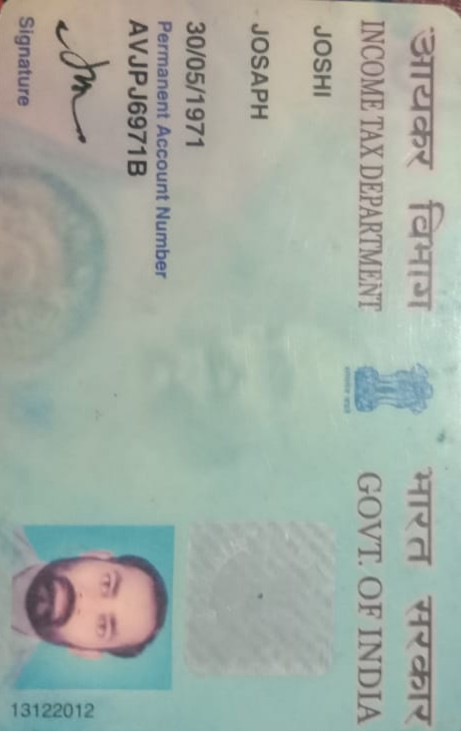 आयकर विभाग
INCOME TAX DEPARTMENT
भारत सरकार
GOVT. OF INDIA
JOSHI
JOSAPH
30/05/1971
Permanent Account Number
AVJPJ6971B
Signature
13122012